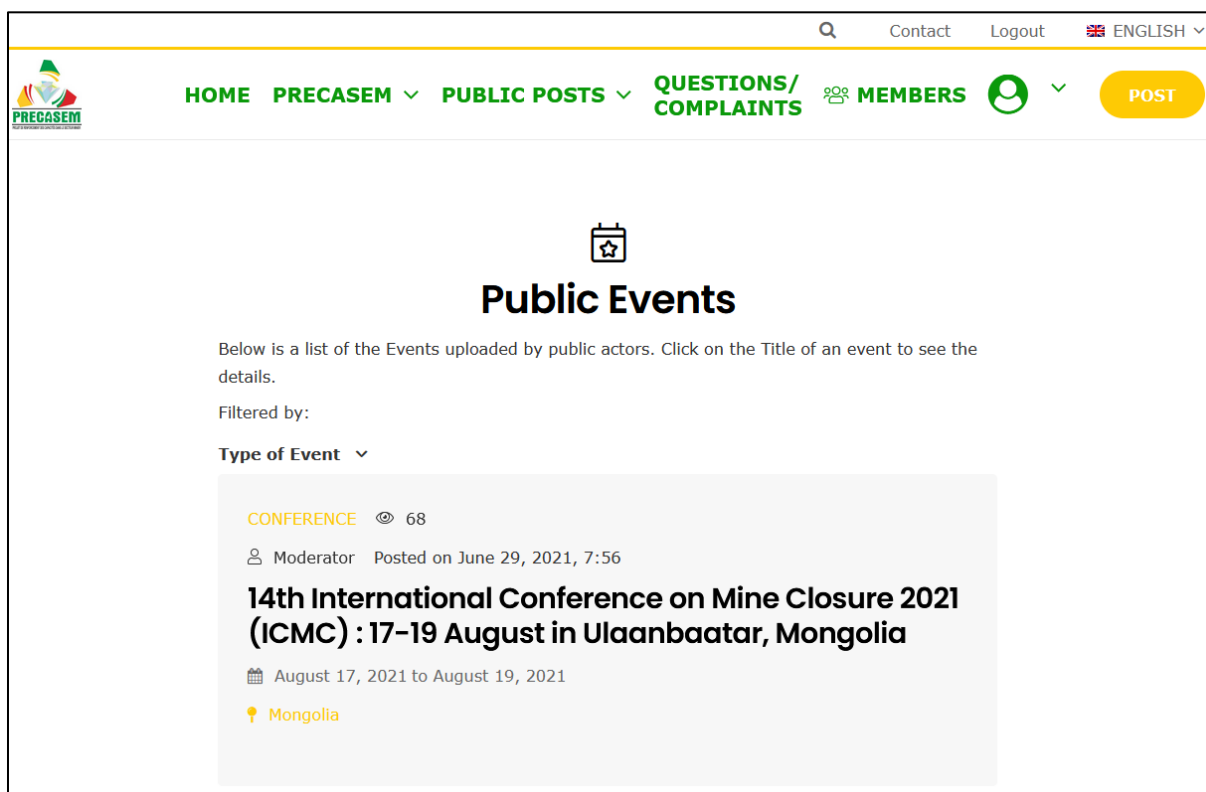 Contact Logout ENGLISH
PRECASEM
HOME PRECASEM PUBLIC POSTS QUESTIONS/
COMPLAINTS MEMBERS POST
Public Events
Below is a list of the Events uploaded by public actors. Click on the Title of an event to see the
details.
Filtered by:
Type of Event
CONFERENCE 68
Moderator Posted on June 29, 2021, 7:56
14th International Conference on Mine Closure 2021
(ICMC) : 17-19 August in Ulaanbaatar, Mongolia
August 17, 2021 to August 19, 2021
Mongolia